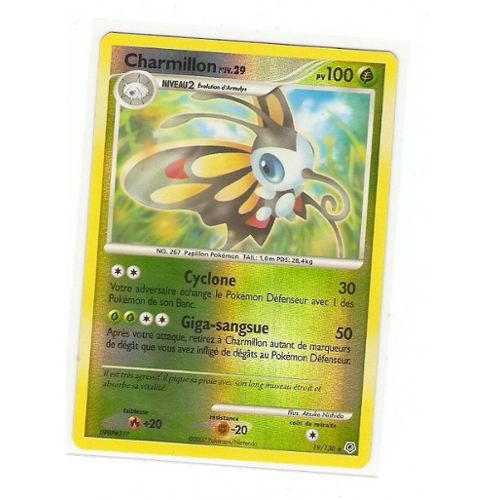 Charmillon NIV.29
PV 100
NIVEAU 2 Évolution d'Armulys
NO. 267 Papillon Pokémon TAIL: 1,0m PDS: 28,4kg
Cyclone 30
Votre adversaire échange le Pokémon Défenseur avec 1 des
Pokémon de son Banc.
Giga-sangsue 50
Après votre attaque, retirez à Charmillon autant de marqueurs
de dégât que vous avez infligé de dégâts au Pokémon Défenseur.
Il est très agressif. Il pique sa proie avec son long museau étroit et
absorbe sa vitalité.
Illus. Atsuko Nishida
faiblesse résistance coût de retraite
+20 -20
©2007 Pokémon/Nintendo
19/130